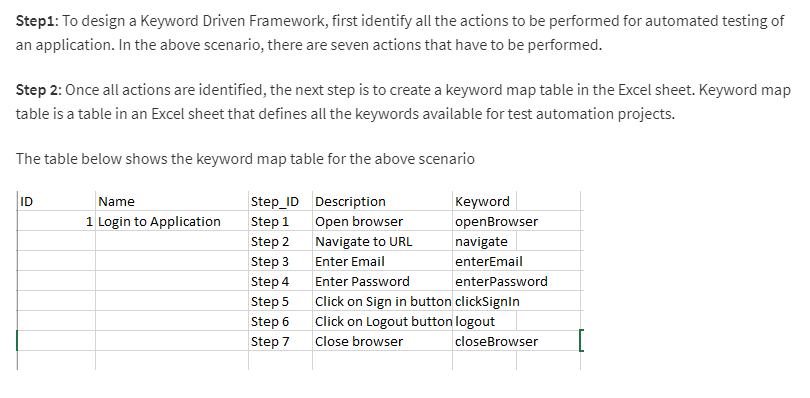 Step1: To design a Keyword Driven Framework, first identify all the actions to be performed for automated testing of
an application. In the above scenario, there are seven actions that have to be performed.
Step 2: Once all actions are identified, the next step is to create a keyword map table in the Excel sheet. Keyword map
table is a table in an Excel sheet that defines all the keywords available for test automation projects.
The table below shows the keyword map table for the above scenario
ID Name Step_ID Description Keyword
1 Login to Application Step 1 Open browser openBrowser
Step 2 Navigate to URL navigate
Step 3 Enter Email enterEmail
Step 4 Enter Password enterPassword
Step 5 Click on Sign in button clickSignIn
Step 6 Click on Logout button logout
Step 7 Close browser closeBrowser